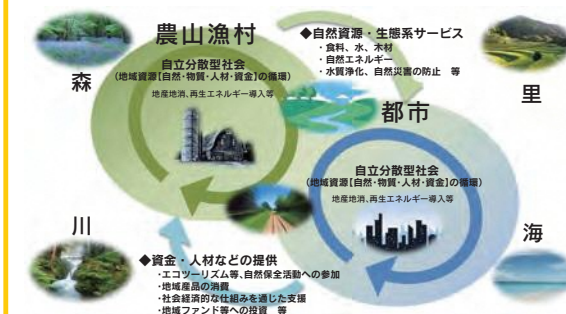 農山漁村
◆自然資源・生態系サービス
・食料、水、木材
・自然エネルギー
・水質浄化、自然災害の防止 等
森
自立分散型社会
(地域資源【自然・物質・人材・資金】の循環)
地産地消、再生エネルギー導入等
里
都市
自立分散型社会
(地域資源【自然・物質・人材・資金】の循環)
地産地消、再生エネルギー導入等
川
海
◆資金・人材などの提供
・エコツーリズム等、自然保全活動への参加
・地域産品の消費
・社会経済的な仕組みを通じた支援
・地域ファンド等への投資 等